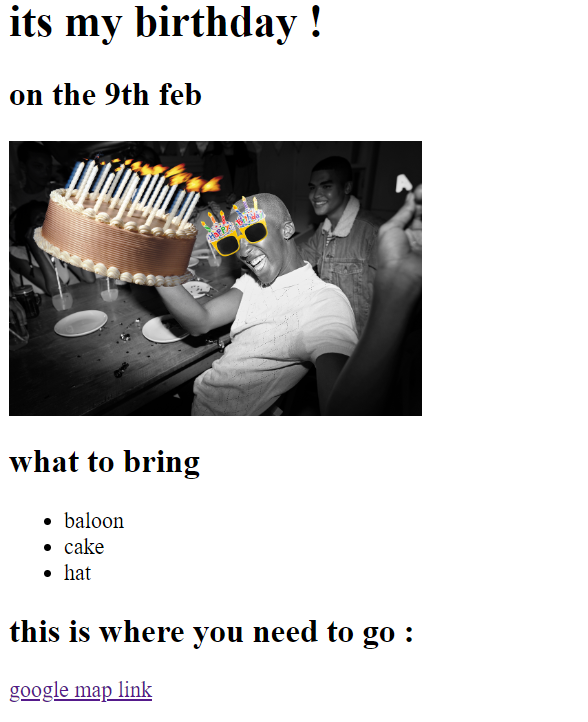 its my birthday !
on the 9th feb
what to bring
baloon
cake
hat
this is where you need to go :
google map link